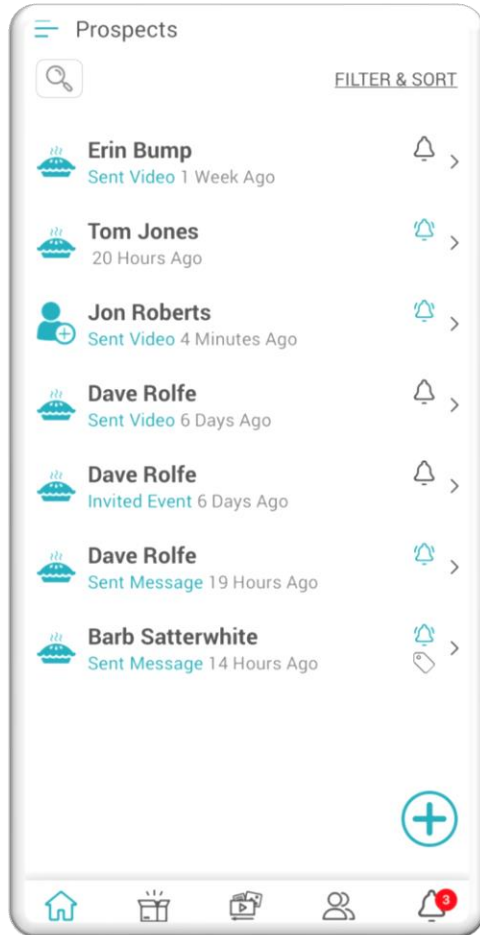 Prospects
FILTER & SORT
Erin Bump
Sent Video 1 Week Ago
Tom Jones
20 Hours Ago
Jon Roberts
Sent Video 4 Minutes Ago
Dave Rolfe
Sent Video 6 Days Ago
Dave Rolfe
Invited Event 6 Days Ago
Dave Rolfe
Sent Message 19 Hours Ago
Barb Satterwhite
Sent Message 14 Hours Ago
3